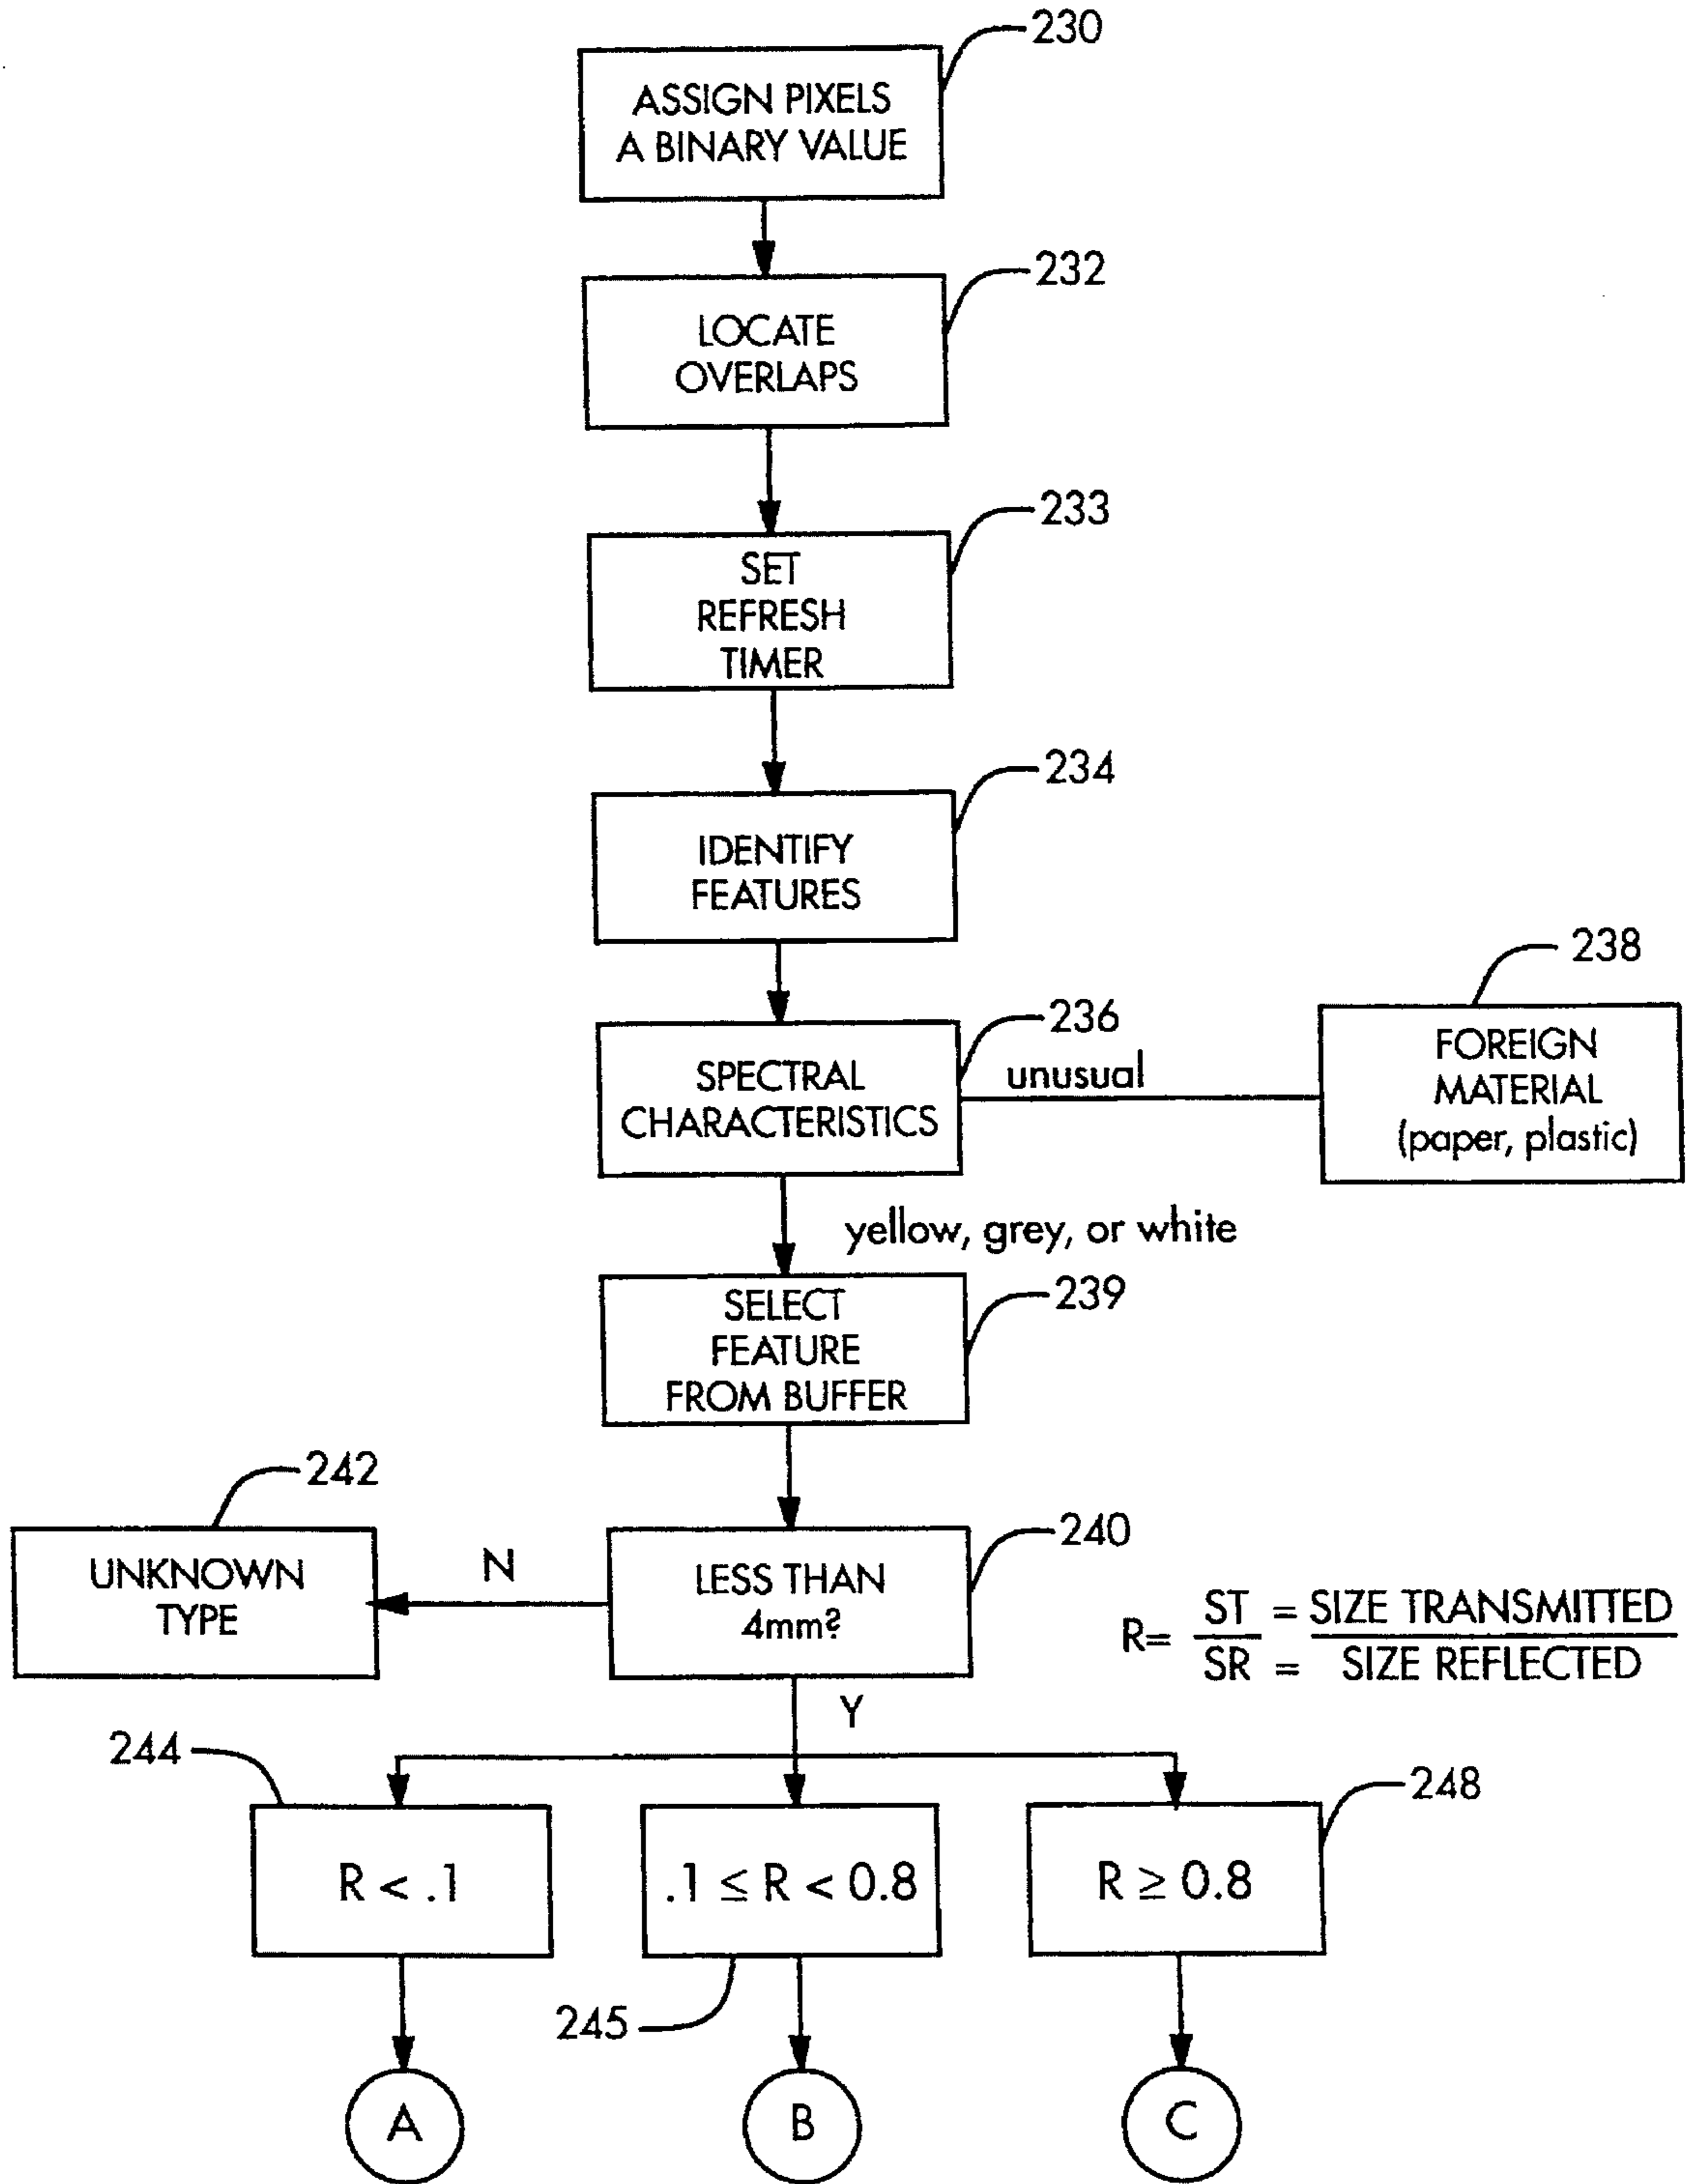 230
ASSIGN PIXELS
A BINARY VALUE
232
LOCATE
OVERLAPS
233
SET
REFRESH
TIMER
234
IDENTIFY
FEATURES
238
236
SPECTRAL
CHARACTERISTICS
unusual
FOREIGN
MATERIAL
(paper, plastic)
yellow, grey, or white
239
SELECT
FEATURE
FROM BUFFER
242
UNKNOWN
TYPE
N
240
LESS THAN
4mm?
R= ST = SIZE TRANSMITTED
SR = SIZE REFLECTED
Y
244
248
R < .1
.1 ≤ R < 0.8
R ≥ 0.8
245
A
B
C